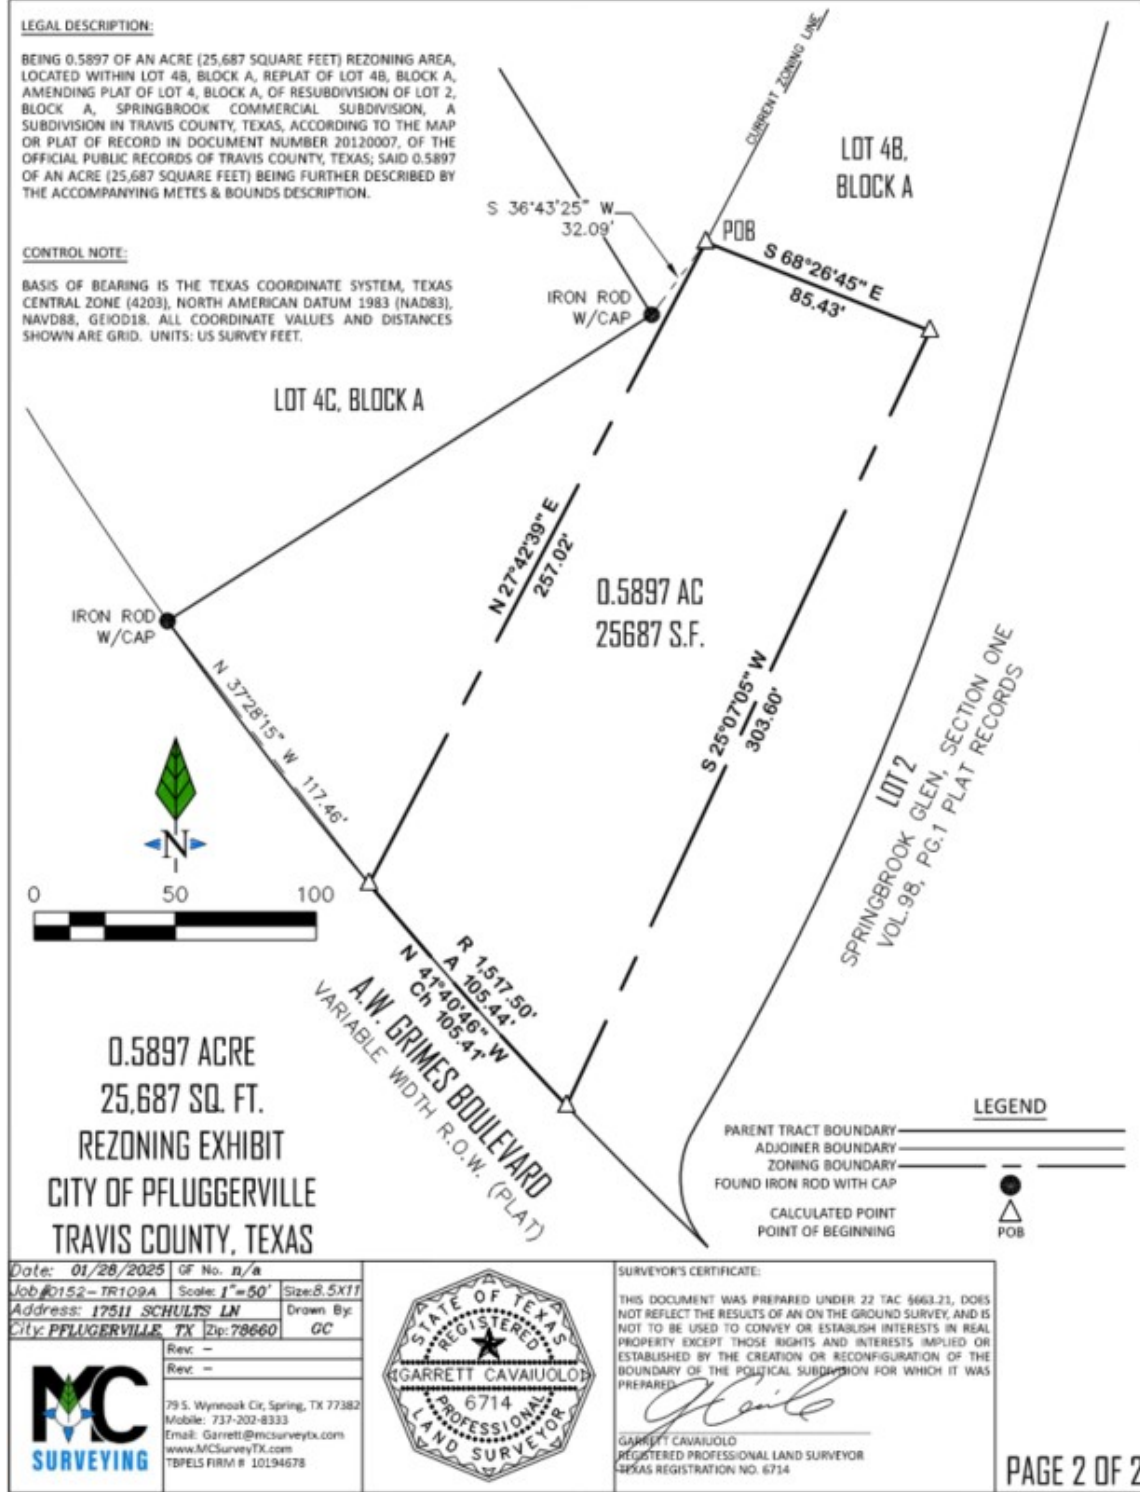 LEGAL DESCRIPTION:
BEING 0.5897 OF AN ACRE (25,687 SQUARE FEET) REZONING AREA,
LOCATED WITHIN LOT 4B, BLOCK A, REPLAT OF LOT 4B, BLOCK A,
AMENDING PLAT OF LOT 4, BLOCK A, OF RESUBDIVISION OF LOT 2,
BLOCK A, SPRINGBROOK COMMERCIAL SUBDIVISION, A
SUBDIVISION IN TRAVIS COUNTY, TEXAS, ACCORDING TO THE MAP
OR PLAT OF RECORD IN DOCUMENT NUMBER 20120007, OF THE
OFFICIAL PUBLIC RECORDS OF TRAVIS COUNTY, TEXAS; SAID 0.5897
OF AN ACRE (25,687 SQUARE FEET) BEING FURTHER DESCRIBED BY
THE ACCOMPANYING METES & BOUNDS DESCRIPTION.
CONTROL NOTE:
BASIS OF BEARING IS THE TEXAS COORDINATE SYSTEM, TEXAS
CENTRAL ZONE (4203), NORTH AMERICAN DATUM 1983 (NAD83),
NAVD88, GEIOD18. ALL COORDINATE VALUES AND DISTANCES
SHOWN ARE GRID. UNITS: US SURVEY FEET.
CURRENT ZONING LINE
LOT 4B,
BLOCK A
S 36°43'25" W
32.09'
POB
S 68°26'45" E
85.43'
IRON ROD
W/CAP
LOT 4C, BLOCK A
N 27°42'39" E
257.02'
0.5897 AC
25687 S.F.
IRON ROD
W/CAP
N 37°28'15" W 117.46'
S 25°07'05" W
303.60'
LOT 2
SPRINGBROOK GLEN, SECTION ONE
VOL.98, PG.1 PLAT RECORDS
N
0 50 100
R 1,517.50'
A 105.44'
N 41°40'46" W
Ch 105.41'
A.W. GRIMES BOULEVARD
VARIABLE WIDTH R.O.W. (PLAT)
0.5897 ACRE
25,687 SQ. FT.
REZONING EXHIBIT
CITY OF PFLUGGERVILLE
TRAVIS COUNTY, TEXAS
LEGEND
PARENT TRACT BOUNDARY
ADJOINER BOUNDARY
ZONING BOUNDARY
FOUND IRON ROD WITH CAP
CALCULATED POINT
POINT OF BEGINNING
POB
Date: 01/28/2025 GF No. n/a
Job#0152-TR109A Scale: 1"=50' Size:8.5X11
Address: 17511 SCHULTS LN Drawn By:
City: PFLUGERVILLE, TX Zip: 78660 GC
Rev: -
Rev: -
MC
SURVEYING
79 S. Wynnoak Cir, Spring, TX 77382
Mobile: 737-202-8333
Email: Garrett@mcsurveytx.com
www.MCSurveyTX.com
TBPELS FIRM # 10194678
STATE OF TEXAS
REGISTERED
GARRETT CAVAIUOLO
6714
PROFESSIONAL
LAND SURVEYOR
SURVEYOR'S CERTIFICATE:
THIS DOCUMENT WAS PREPARED UNDER 22 TAC §663.21, DOES
NOT REFLECT THE RESULTS OF AN ON THE GROUND SURVEY, AND IS
NOT TO BE USED TO CONVEY OR ESTABLISH INTERESTS IN REAL
PROPERTY EXCEPT THOSE RIGHTS AND INTERESTS IMPLIED OR
ESTABLISHED BY THE CREATION OR RECONFIGURATION OF THE
BOUNDARY OF THE POLITICAL SUBDIVISION FOR WHICH IT WAS
PREPARED.
GARRETT CAVAIUOLO
REGISTERED PROFESSIONAL LAND SURVEYOR
TEXAS REGISTRATION NO. 6714
PAGE 2 OF 2